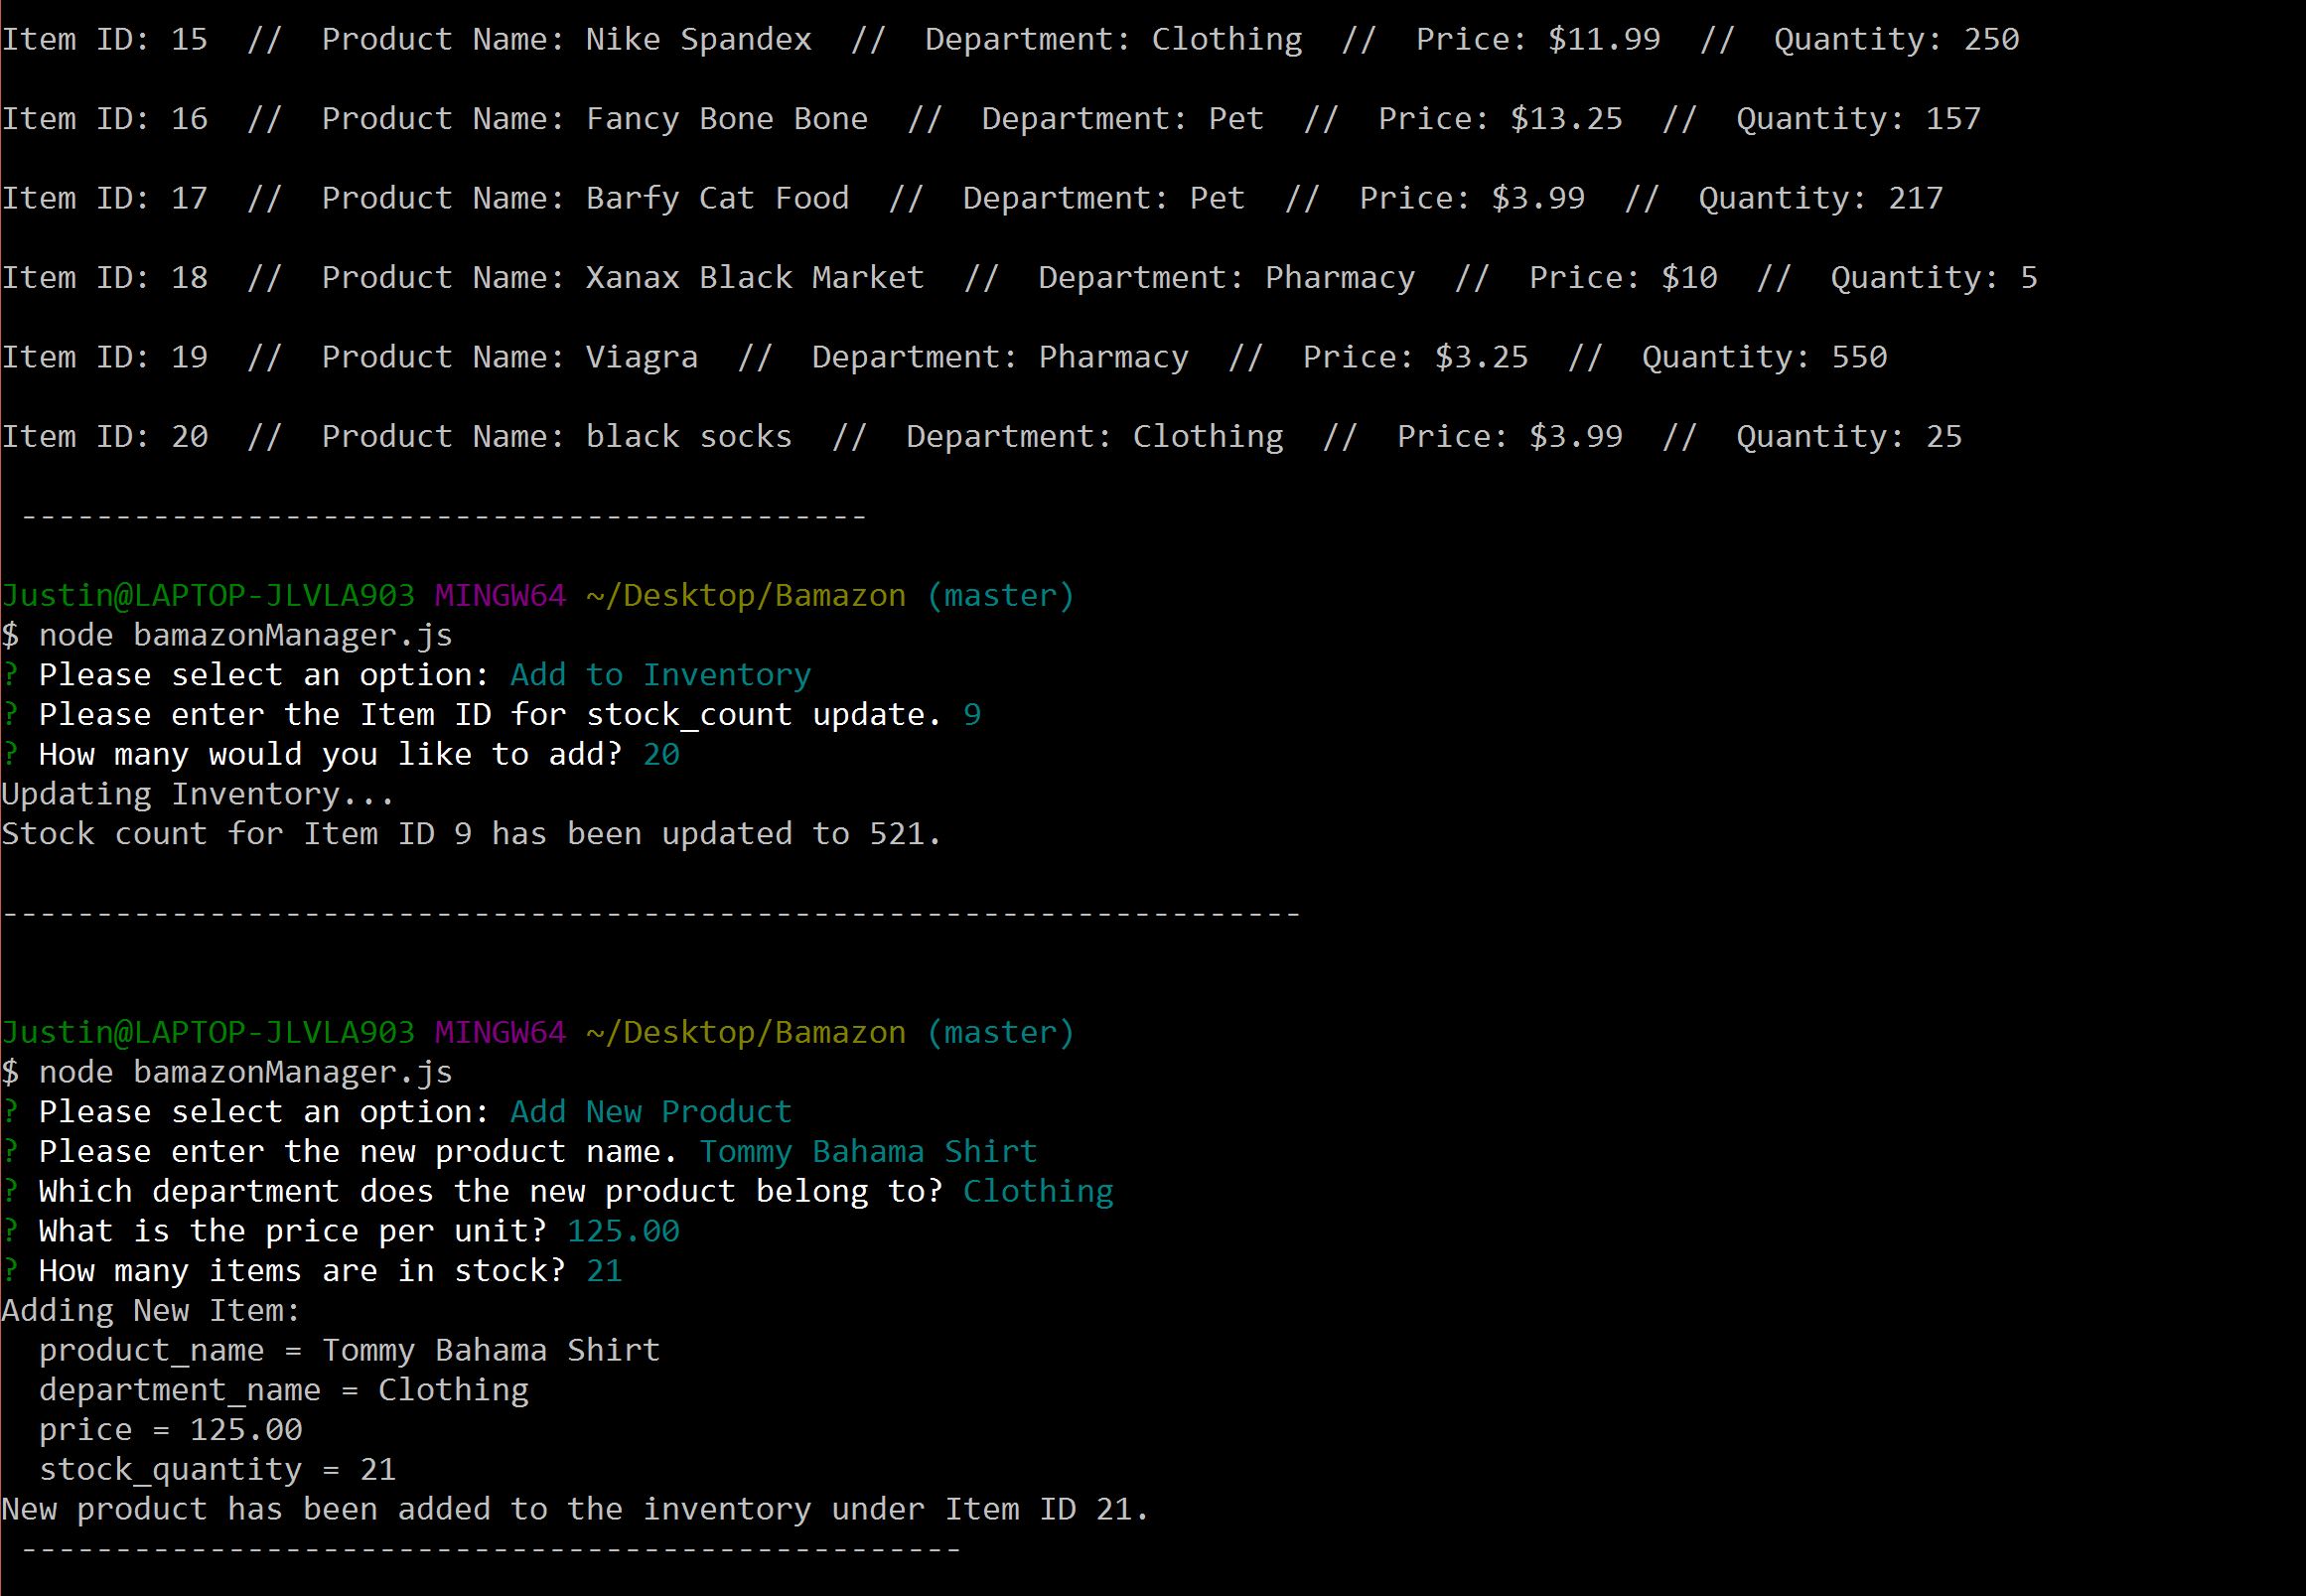 Item ID: 15  //  Product Name: Nike Spandex  //  Department: Clothing  //  Price: $11.99  //  Quantity: 250
Item ID: 16  //  Product Name: Fancy Bone Bone  //  Department: Pet  //  Price: $13.25  //  Quantity: 157
Item ID: 17  //  Product Name: Barfy Cat Food  //  Department: Pet  //  Price: $3.99  //  Quantity: 217
Item ID: 18  //  Product Name: Xanax Black Market  //  Department: Pharmacy  //  Price: $10  //  Quantity: 5
Item ID: 19  //  Product Name: Viagra  //  Department: Pharmacy  //  Price: $3.25  //  Quantity: 550
Item ID: 20  //  Product Name: black socks  //  Department: Clothing  //  Price: $3.99  //  Quantity: 25
---------------------------------------------
Justin@LAPTOP-JLVLA903 MINGW64 ~/Desktop/Bamazon (master)
$ node bamazonManager.js
? Please select an option: Add to Inventory
? Please enter the Item ID for stock_count update. 9
? How many would you like to add? 20
Updating Inventory...
Stock count for Item ID 9 has been updated to 521.
---------------------------------------------------------------------
Justin@LAPTOP-JLVLA903 MINGW64 ~/Desktop/Bamazon (master)
$ node bamazonManager.js
? Please select an option: Add New Product
? Please enter the new product name. Tommy Bahama Shirt
? Which department does the new product belong to? Clothing
? What is the price per unit? 125.00
? How many items are in stock? 21
Adding New Item:
  product_name = Tommy Bahama Shirt
  department_name = Clothing
  price = 125.00
  stock_quantity = 21
New product has been added to the inventory under Item ID 21.
--------------------------------------------------